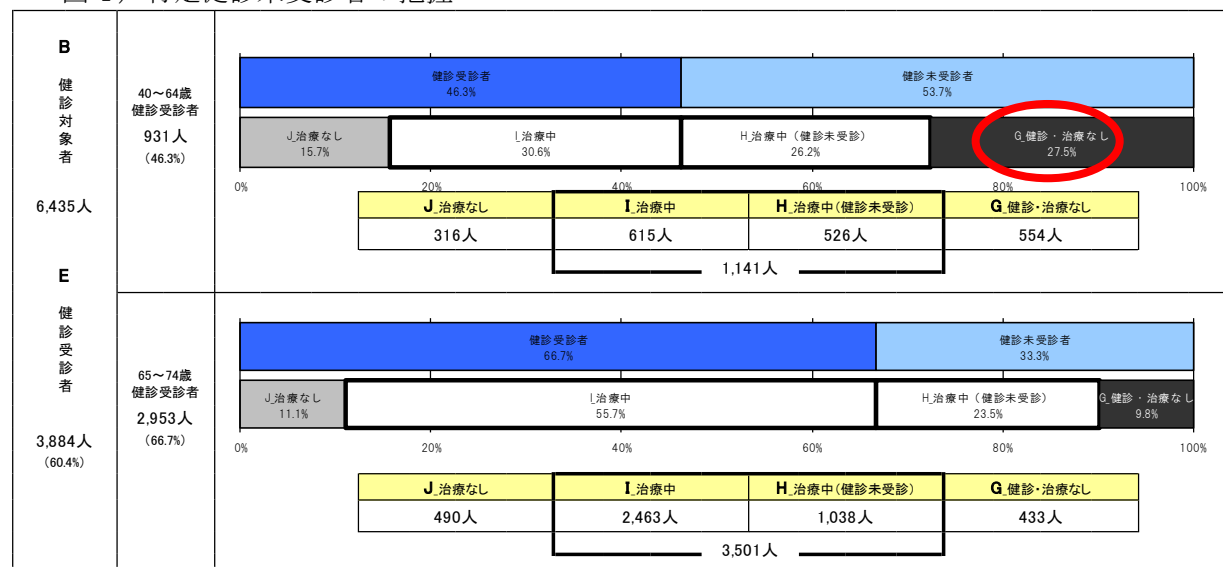 B
健診対象者
6,435人
E
健診受診者
3,884人
(60.4%)
40～64歳
健診受診者
931人
(46.3%)
健診受診者
46.3%
健診未受診者
53.7%
J_治療なし
15.7%
I_治療中
30.6%
H_治療中（健診未受診）
26.2%
G_健診・治療なし
27.5%
0%
20%
40%
60%
80%
100%
J_治療なし
I_治療中
H_治療中(健診未受診)
G_健診・治療なし
316人
615人
526人
554人
1,141人
65～74歳
健診受診者
2,953人
(66.7%)
健診受診者
66.7%
健診未受診者
33.3%
J_治療なし
11.1%
I_治療中
55.7%
H_治療中（健診未受診）
23.5%
G_健診・治療なし
9.8%
0%
20%
40%
60%
80%
100%
J_治療なし
I_治療中
H_治療中(健診未受診)
G_健診・治療なし
490人
2,463人
1,038人
433人
3,501人